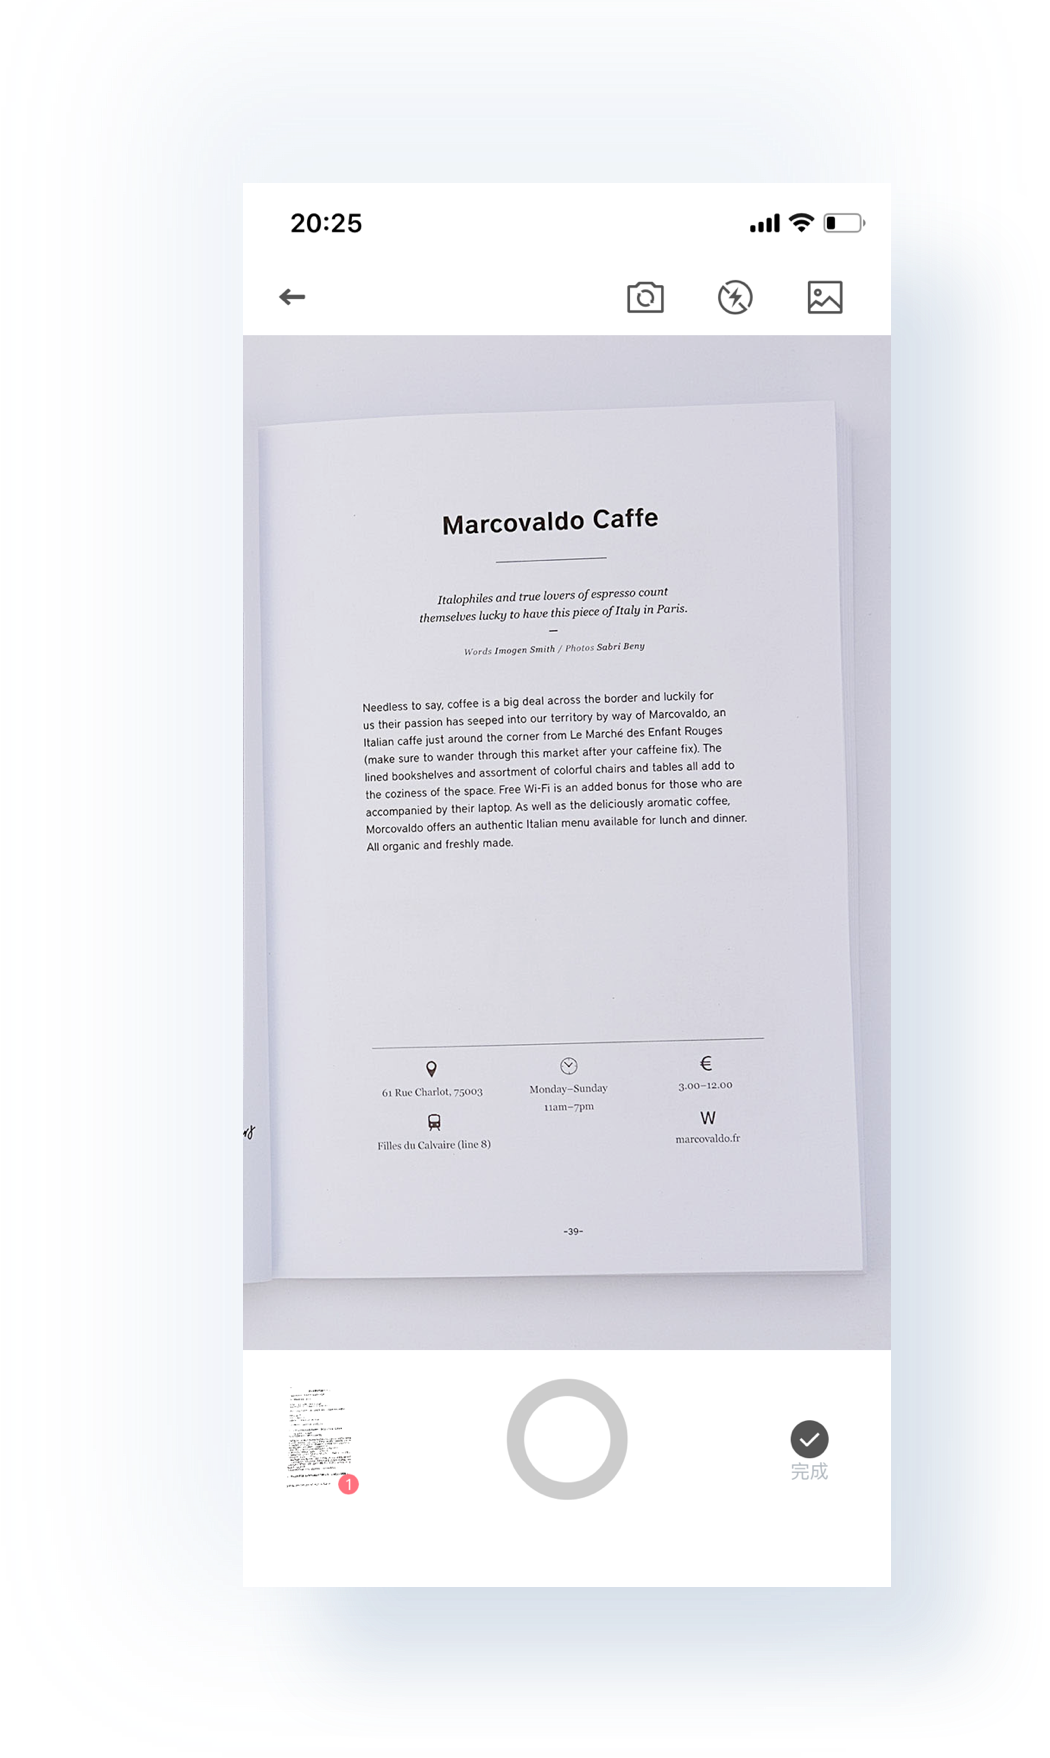 20:25
Marcovaldo Caffe
Italophiles and true lovers of espresso count
themselves lucky to have this piece of Italy in Paris.
—
Words Imogen Smith / Photos Sabri Beny
Needless to say, coffee is a big deal across the border and luckily for
us their passion has seeped into our territory by way of Marcovaldo, an
Italian caffe just around the corner from Le Marché des Enfant Rouges
(make sure to wander through this market after your caffeine fix). The
lined bookshelves and assortment of colorful chairs and tables all add to
the coziness of the space. Free Wi-Fi is an added bonus for those who are
accompanied by their laptop. As well as the deliciously aromatic coffee,
Morcovaldo offers an authentic Italian menu available for lunch and dinner.
All organic and freshly made.
61 Rue Charlot, 75003
Filles du Calvaire (line 8)
Monday–Sunday
11am–7pm
€
3.00–12.00
W
marcovaldo.fr
-39-
1
完成